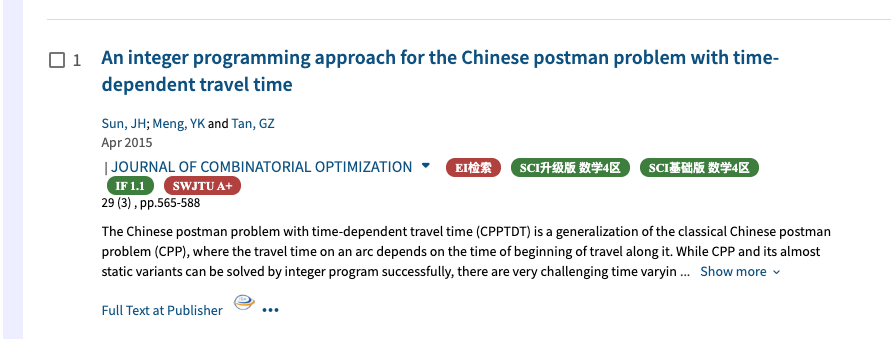 1 An integer programming approach for the Chinese postman problem with time-
dependent travel time
Sun, JH; Meng, YK and Tan, GZ
Apr 2015
| JOURNAL OF COMBINATORIAL OPTIMIZATION EI检索 SCI升级版 数学4区 SCI基础版 数学4区
IF 1.1 SWJTU A+
29 (3) , pp.565-588
The Chinese postman problem with time-dependent travel time (CPPTDT) is a generalization of the classical Chinese postman
problem (CPP), where the travel time on an arc depends on the time of beginning of travel along it. While CPP and its almost
static variants can be solved by integer program successfully, there are very challenging time varyin ... Show more
Full Text at Publisher •••